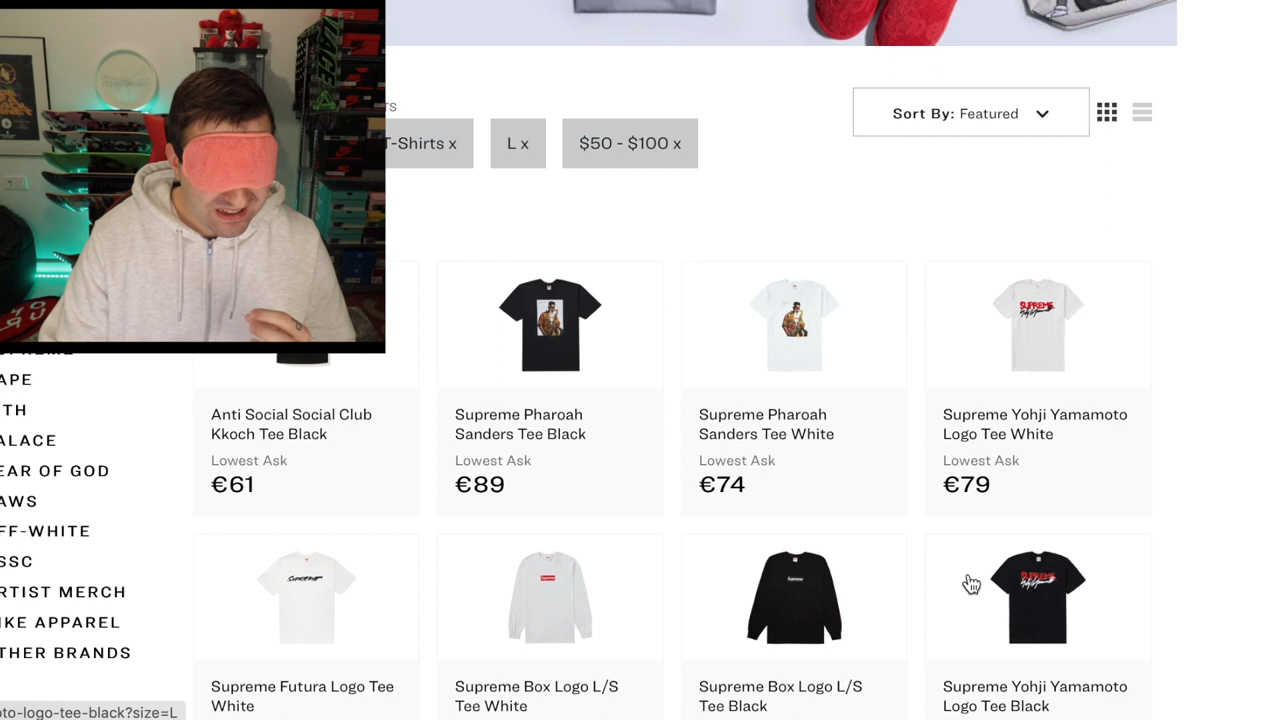 TS
T-Shirts x
L x
$50 - $100 x
Sort By: Featured
APE
TH
ALACE
EAR OF GOD
AWS
FF-WHITE
SSC
RTIST MERCH
IKE APPAREL
THER BRANDS
Anti Social Social Club
Kkoch Tee Black
Lowest Ask
€61
Supreme Pharoah
Sanders Tee Black
Lowest Ask
€89
Supreme Pharoah
Sanders Tee White
Lowest Ask
€74
Supreme Yohji Yamamoto
Logo Tee White
Lowest Ask
€79
Supreme Futura Logo Tee
White
Supreme Box Logo L/S
Tee White
Supreme Box Logo L/S
Tee Black
Supreme Yohji Yamamoto
Logo Tee Black
oto-logo-tee-black?size=L